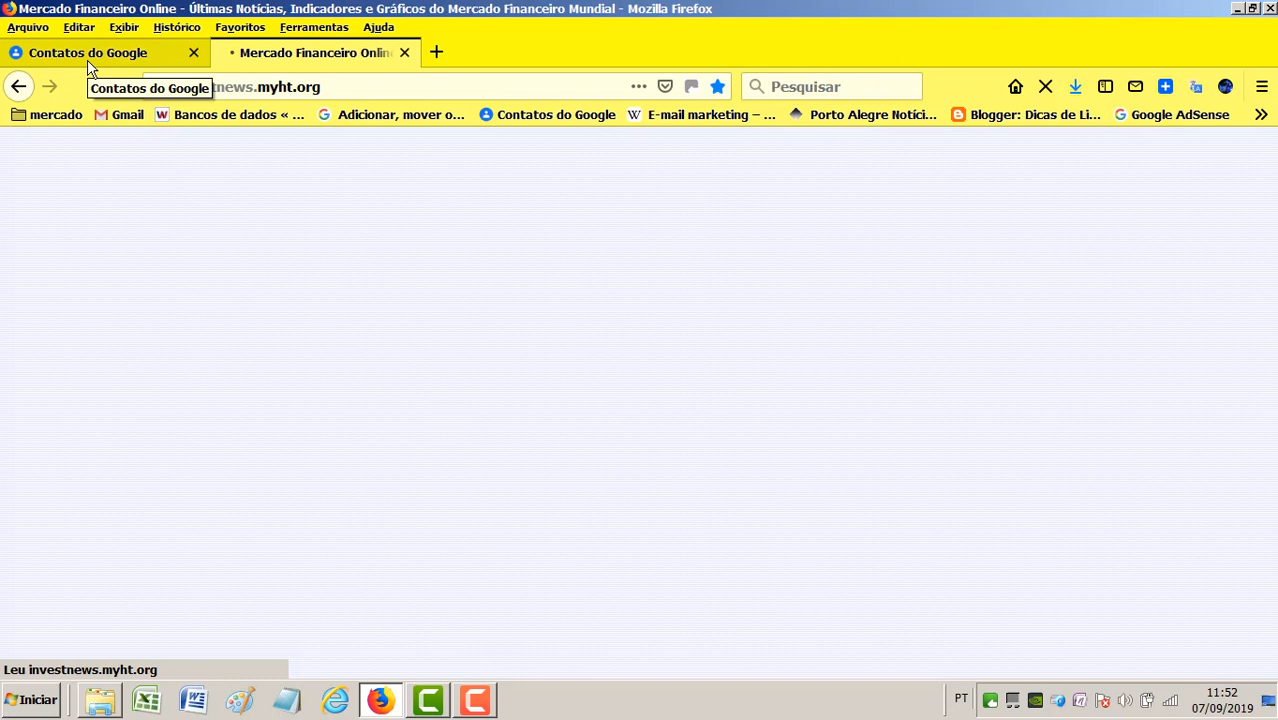 Mercado Financeiro Online - Últimas Notícias, Indicadores e Gráficos do Mercado Financeiro Mundial - Mozilla Firefox
Arquivo Editar Exibir Histórico Favoritos Ferramentas Ajuda
Contatos do Google Mercado Financeiro Onlin
tnews.myht.org Pesquisar
Contatos do Google
mercado Gmail Bancos de dados « ... Adicionar, mover o... Contatos do Google E-mail marketing – ... Porto Alegre Notíci... Blogger: Dicas de Li... Google AdSense
Leu investnews.myht.org
Iniciar PT 11:52
07/09/2019